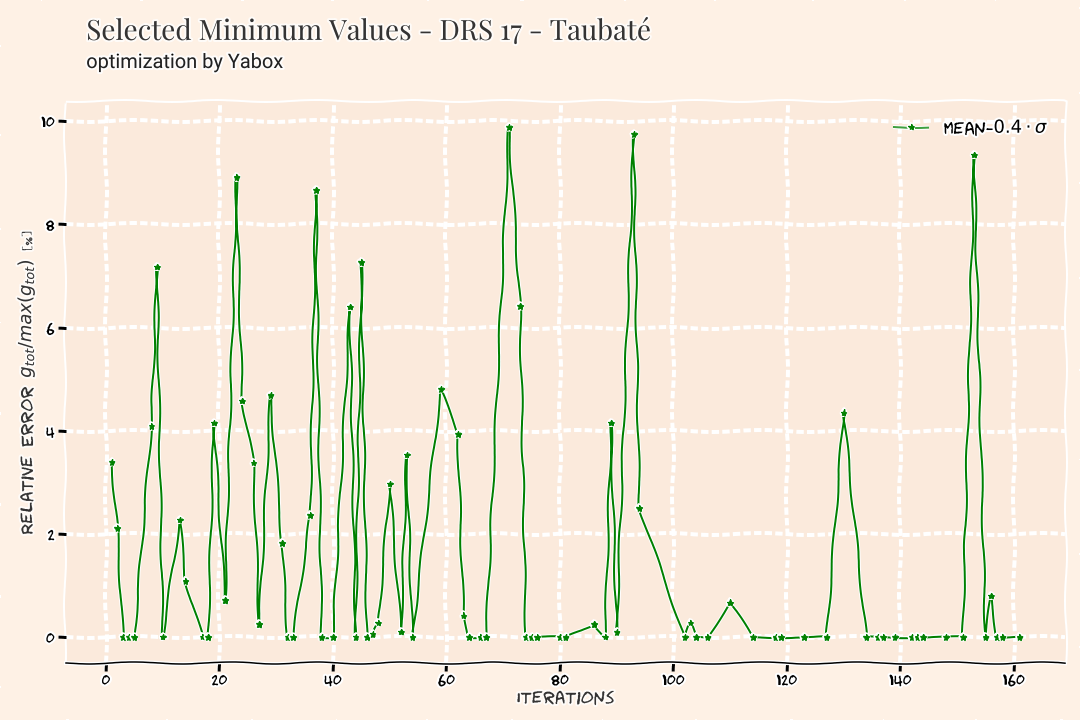 Selected Minimum Values - DRS 17 - Taubaté
optimization by Yabox
MEAN-0.4 · σ
RELATIVE ERROR g_tot/max(g_tot) [%]
10
8
6
4
2
0
0 20 40 60 80 100 120 140 160
ITERATIONS